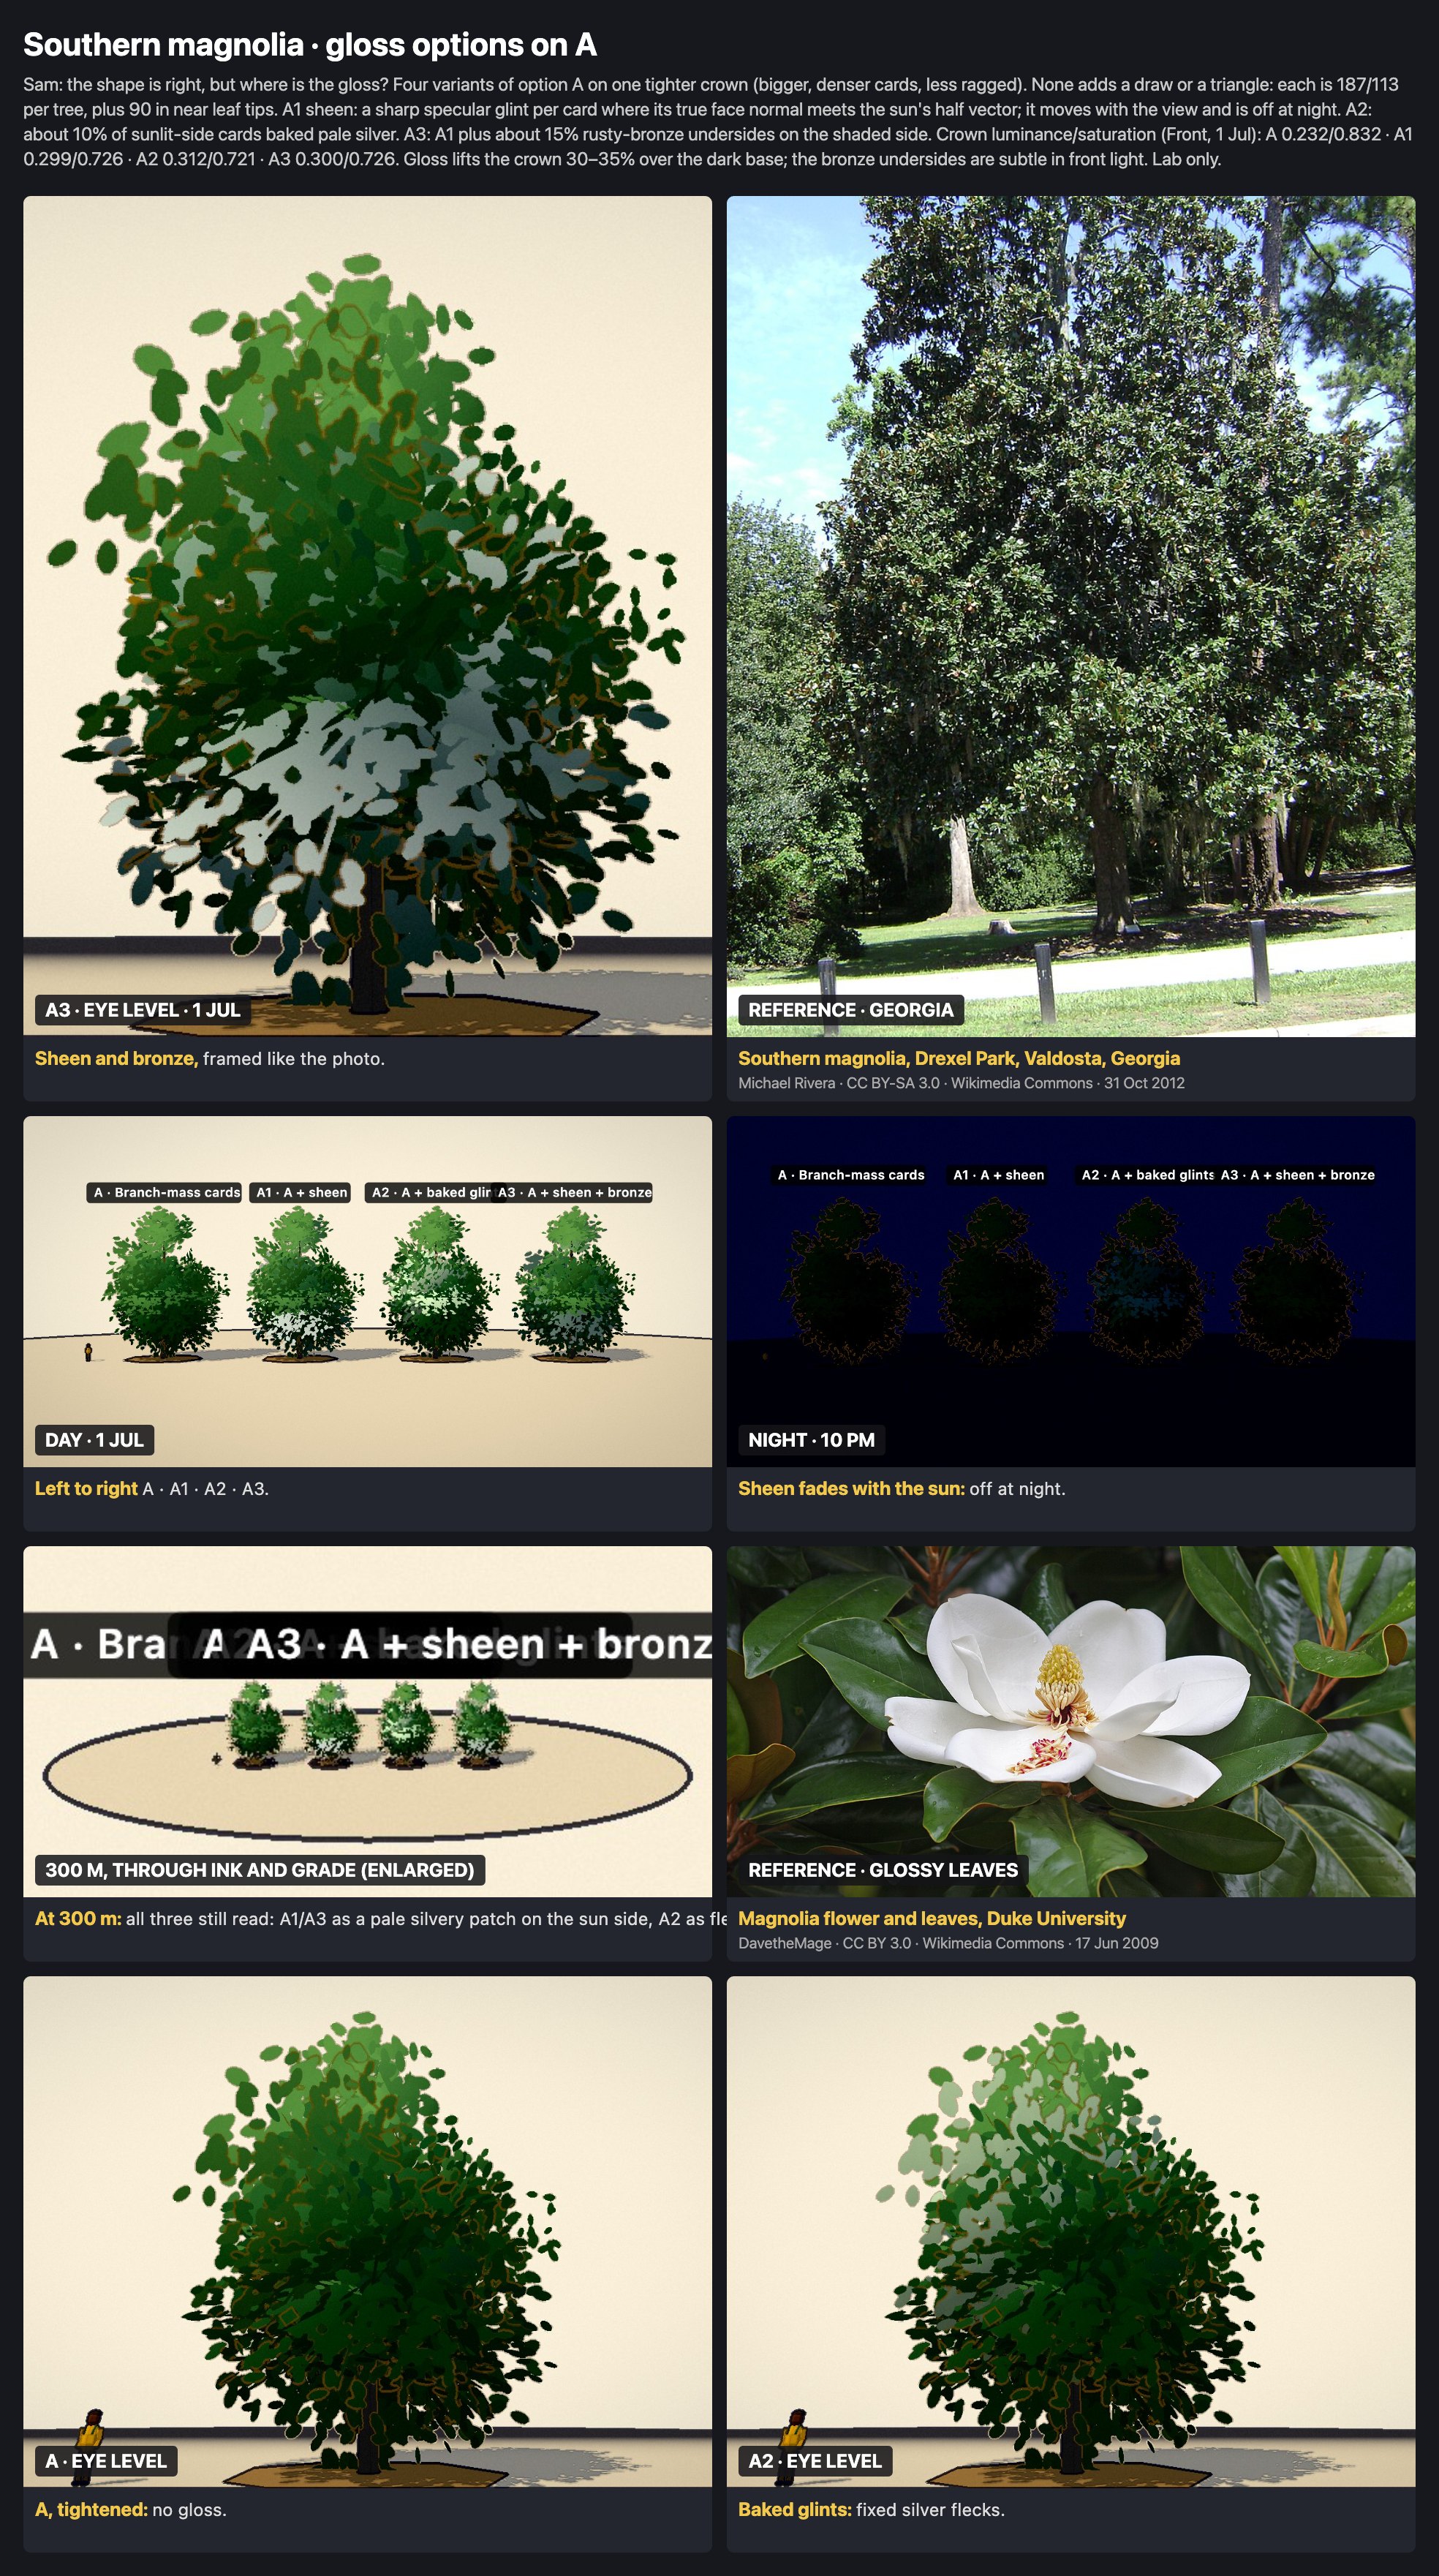 Southern magnolia · gloss options on A
Sam: the shape is right, but where is the gloss? Four variants of option A on one tighter crown (bigger, denser cards, less ragged). None adds a draw or a triangle: each is 187/113
per tree, plus 90 in near leaf tips. A1 sheen: a sharp specular glint per card where its true face normal meets the sun's half vector; it moves with the view and is off at night. A2:
about 10% of sunlit-side cards baked pale silver. A3: A1 plus about 15% rusty-bronze undersides on the shaded side. Crown luminance/saturation (Front, 1 Jul): A 0.232/0.832 · A1
0.299/0.726 · A2 0.312/0.721 · A3 0.300/0.726. Gloss lifts the crown 30–35% over the dark base; the bronze undersides are subtle in front light. Lab only.
A3 · EYE LEVEL · 1 JUL
Sheen and bronze, framed like the photo.
REFERENCE · GEORGIA
Southern magnolia, Drexel Park, Valdosta, Georgia
Michael Rivera · CC BY-SA 3.0 · Wikimedia Commons · 31 Oct 2012
A · Branch-mass cards
A1 · A + sheen
A2 · A + baked glin
A3 · A + sheen + bronze
DAY · 1 JUL
Left to right A · A1 · A2 · A3.
A · Branch-mass cards
A1 · A + sheen
A2 · A + baked glints
A3 · A + sheen + bronze
NIGHT · 10 PM
Sheen fades with the sun: off at night.
A · Bra
A
A3 · A + sheen + bronz
300 M, THROUGH INK AND GRADE (ENLARGED)
At 300 m: all three still read: A1/A3 as a pale silvery patch on the sun side, A2 as fle
REFERENCE · GLOSSY LEAVES
Magnolia flower and leaves, Duke University
DavetheMage · CC BY 3.0 · Wikimedia Commons · 17 Jun 2009
A · EYE LEVEL
A, tightened: no gloss.
A2 · EYE LEVEL
Baked glints: fixed silver flecks.